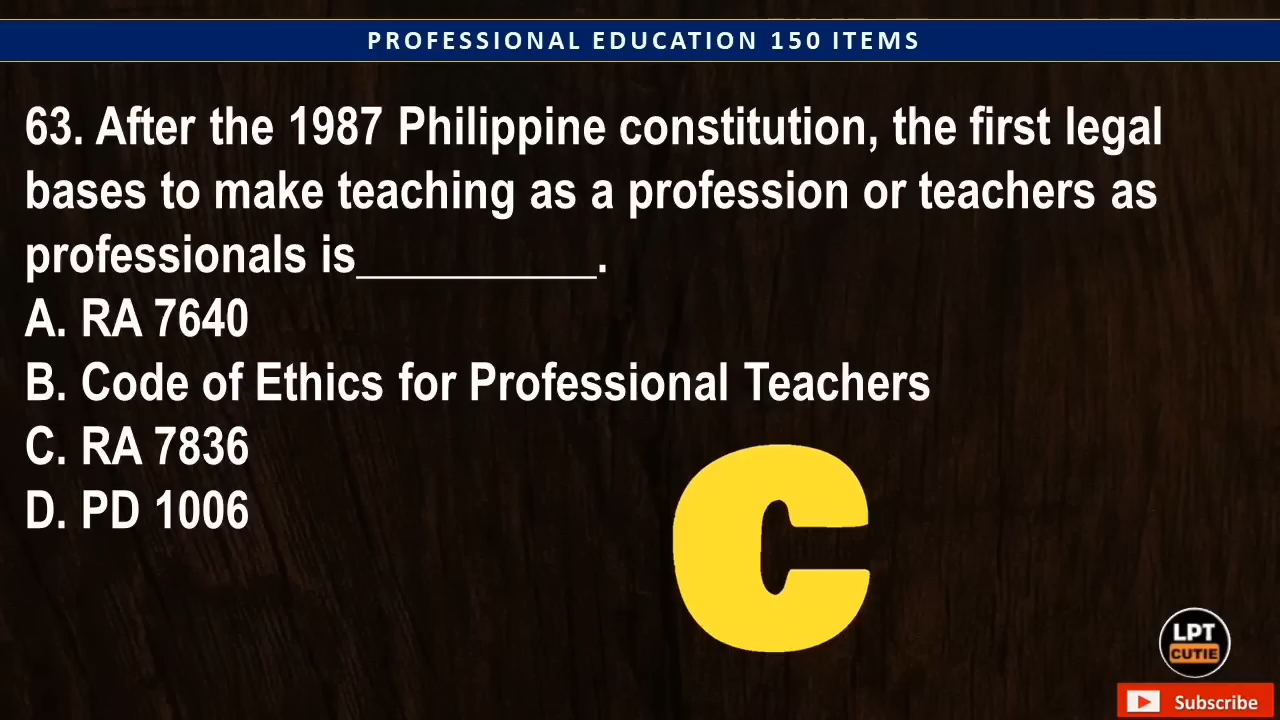 PROFESSIONAL EDUCATION 150 ITEMS
63. After the 1987 Philippine constitution, the first legal
bases to make teaching as a profession or teachers as
professionals is__________.
A. RA 7640
B. Code of Ethics for Professional Teachers
C. RA 7836
D. PD 1006
C
LPT
CUTIE
Subscribe